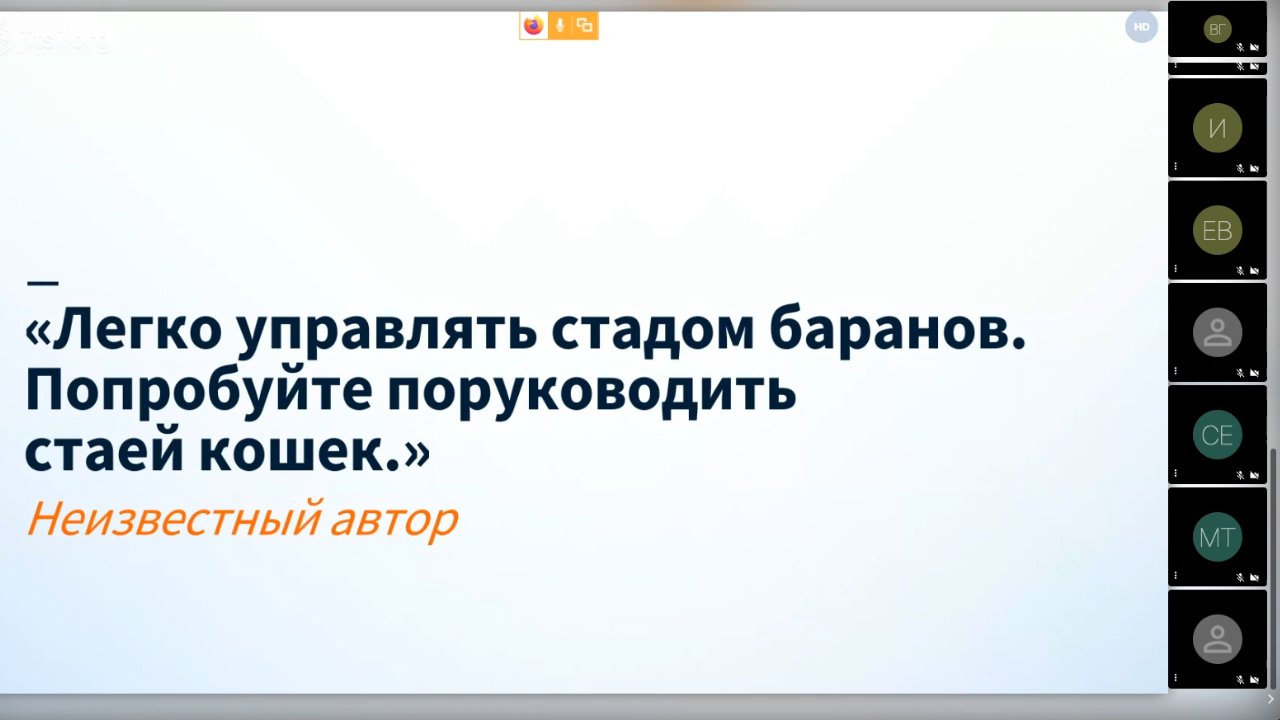 HD
«Легко управлять стадом баранов.
Попробуйте поруководить
стаей кошек.»
Неизвестный автор
ВГ
И
ЕВ
СЕ
МТ